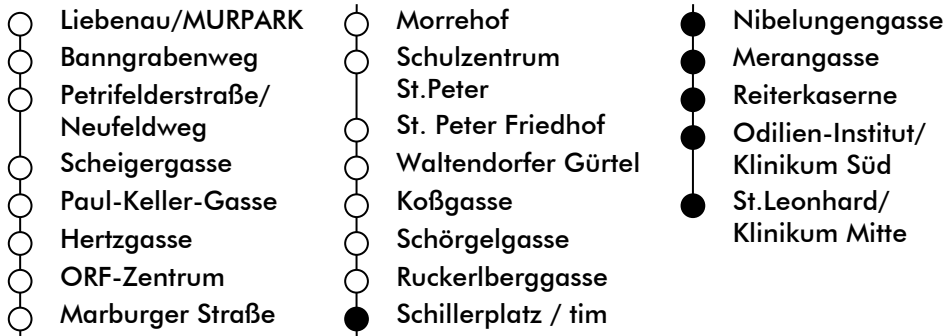 Liebenau/MURPARK
Banngrabenweg
Petrifelderstraße/
Neufeldweg
Scheigergasse
Paul-Keller-Gasse
Hertzgasse
ORF-Zentrum
Marburger Straße
Morrehof
Schulzentrum
St.Peter
St. Peter Friedhof
Waltendorfer Gürtel
Koßgasse
Schörgelgasse
Ruckerlberggasse
Schillerplatz / tim
Nibelungengasse
Merangasse
Reiterkaserne
Odilien-Institut/
Klinikum Süd
St.Leonhard/
Klinikum Mitte